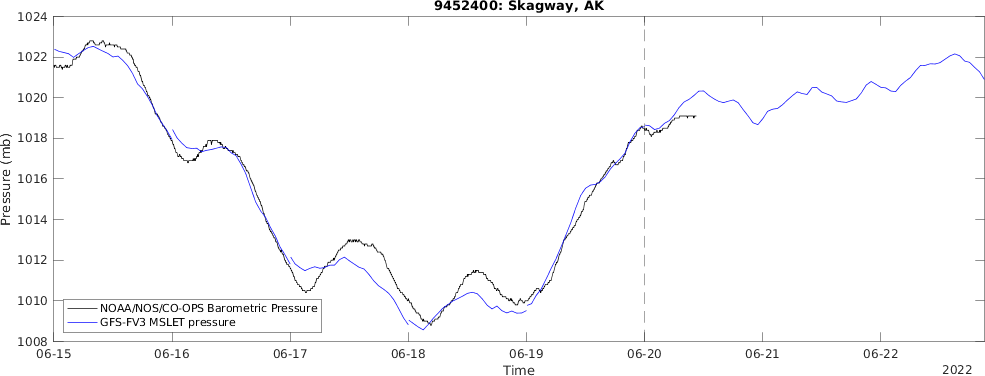 9452400: Skagway, AK
Pressure (mb)
1024
1022
1020
1018
1016
1014
1012
1010
1008
NOAA/NOS/CO-OPS Barometric Pressure
GFS-FV3 MSLET pressure
06-15 06-16 06-17 06-18 06-19 06-20 06-21 06-22
Time
2022